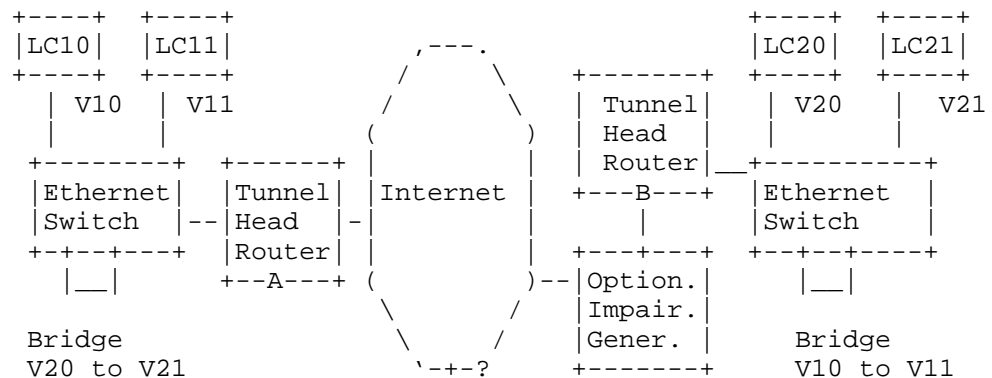 LC10 LC11 LC20 LC21
V10 V11 Tunnel V20 V21
Head
Router
Ethernet Tunnel Internet B Ethernet
Switch Head Switch
Router
A Option.
Impair.
Bridge Gener. Bridge
V20 to V21 V10 to V11